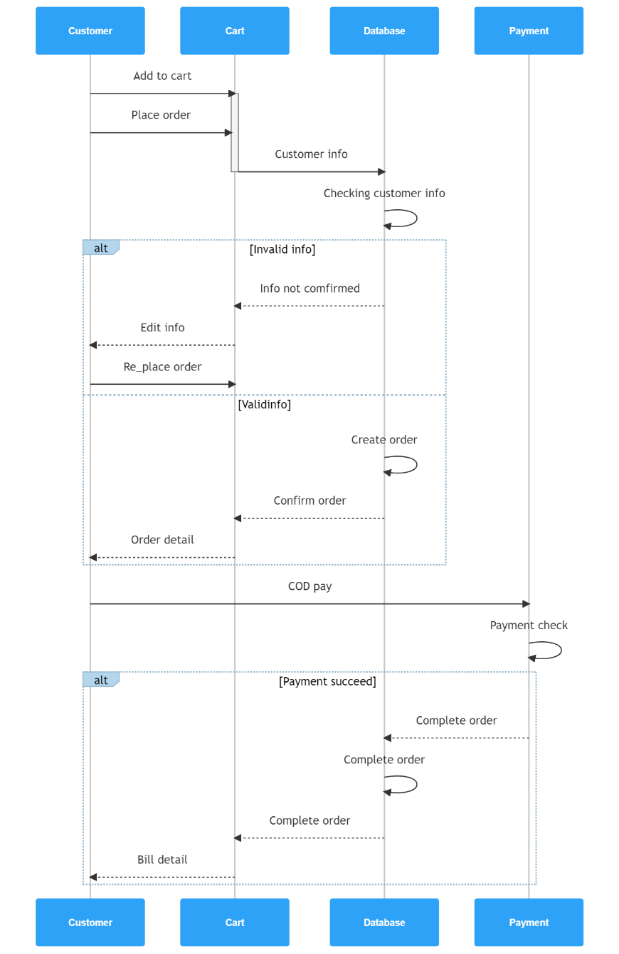 Customer Cart Database Payment
Add to cart
Place order
Customer info
Checking customer info
alt [Invalid info]
Info not comfirmed
Edit info
Re_place order
[Validinfo]
Create order
Confirm order
Order detail
COD pay
Payment check
alt [Payment succeed]
Complete order
Complete order
Complete order
Bill detail
Customer Cart Database Payment